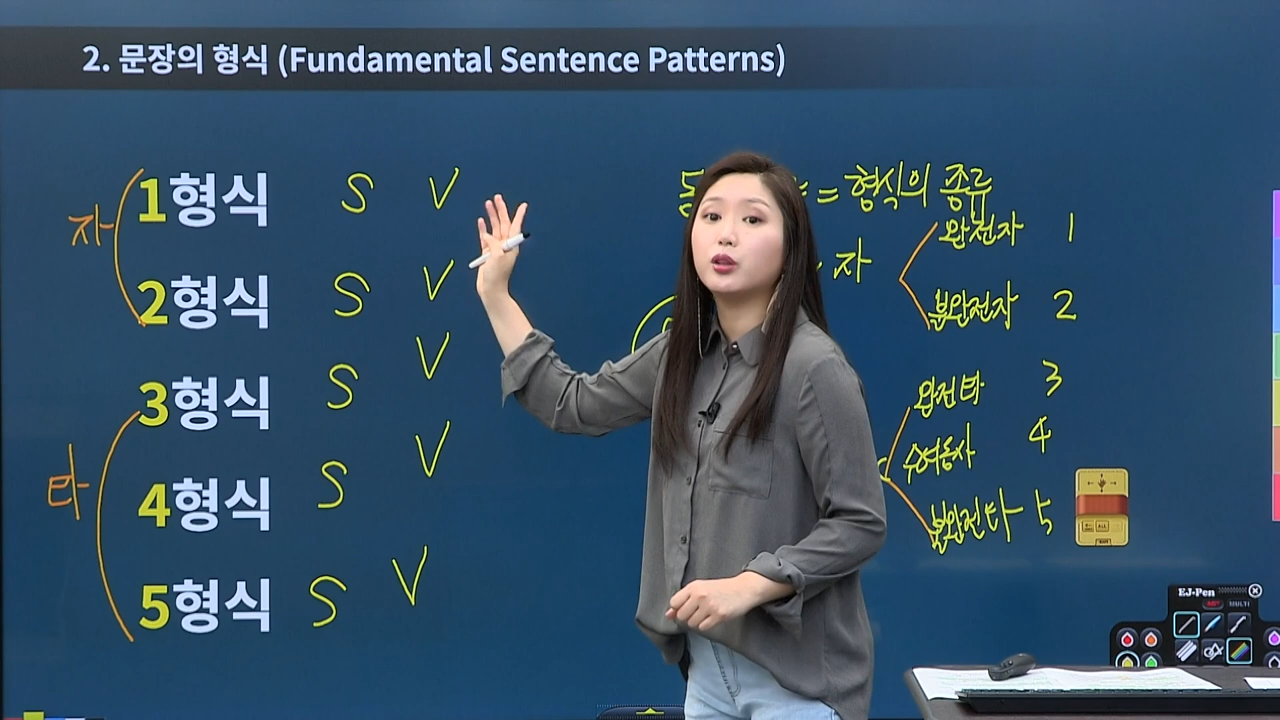 2. 문장의 형식 (Fundamental Sentence Patterns)
자
1형식 S V
2형식 S V
3형식 S V
타
4형식 S V
5형식 S V
동 = 형식의 종류
자
완전자 1
불완전자 2
완전타 3
수여동사 4
불완전타 5
EJ-Pen
MULTI